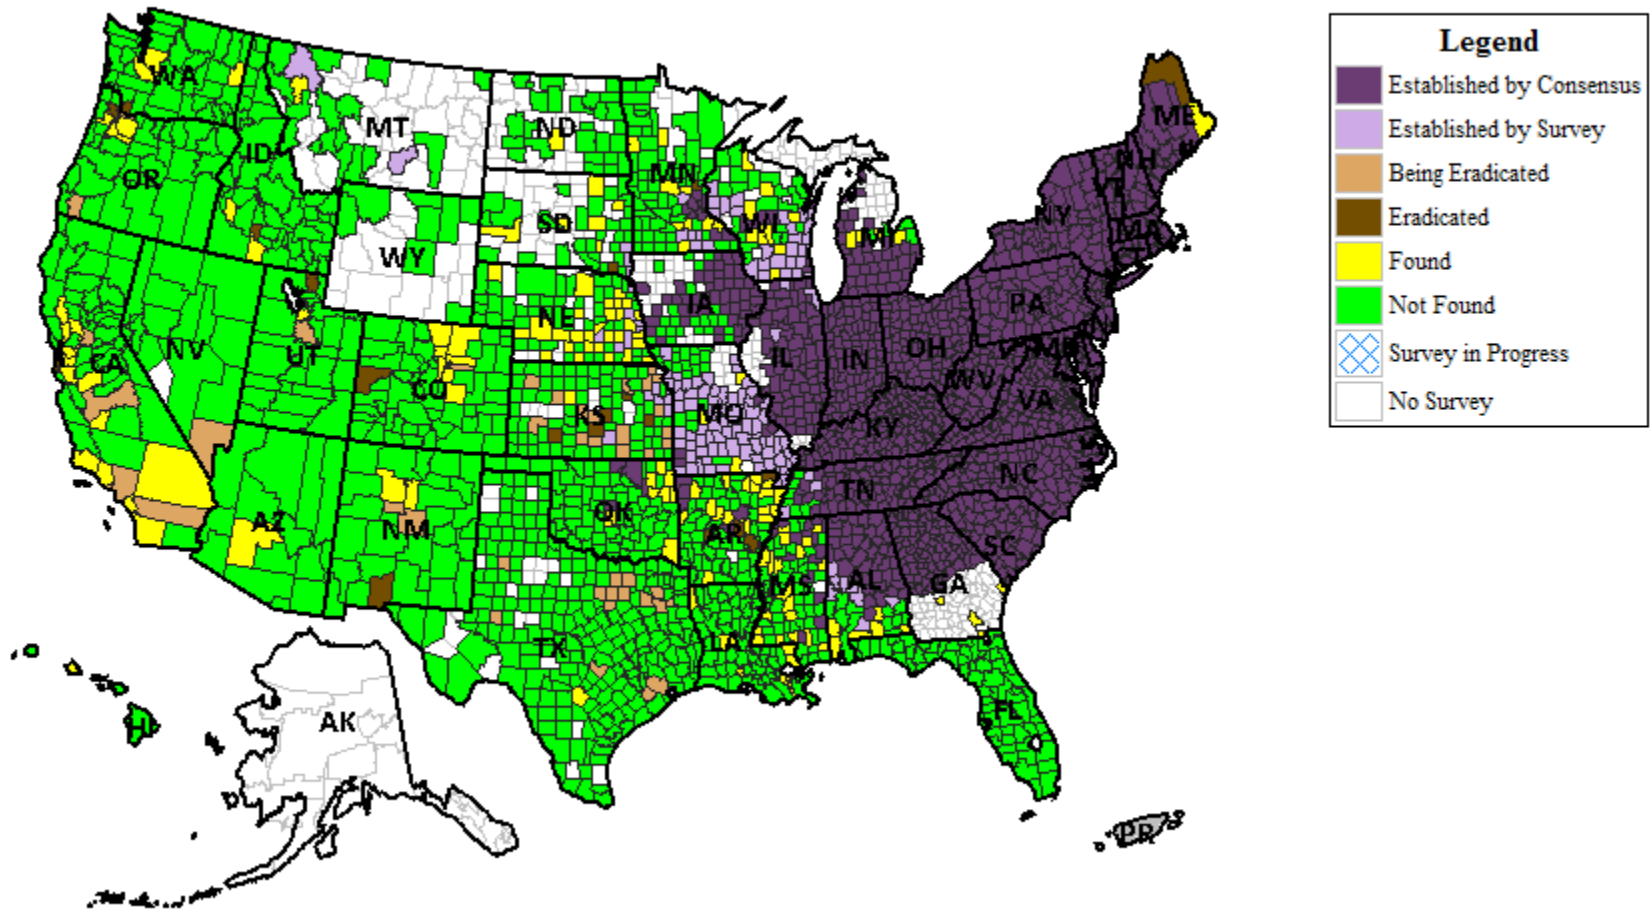 Legend
Established by Consensus
Established by Survey
Being Eradicated
Eradicated
Found
Not Found
Survey in Progress
No Survey
WA
MT
ND
MN
ME
OR
ID
SD
WI
MI
NY
VT
NH
MA
WY
IA
PA
NE
NV
UT
CA
CO
IL
IN
OH
WV
MD
VA
KS
MO
KY
AZ
NM
OK
AR
TN
NC
SC
MS
AL
GA
TX
LA
FL
AK
HI
PR